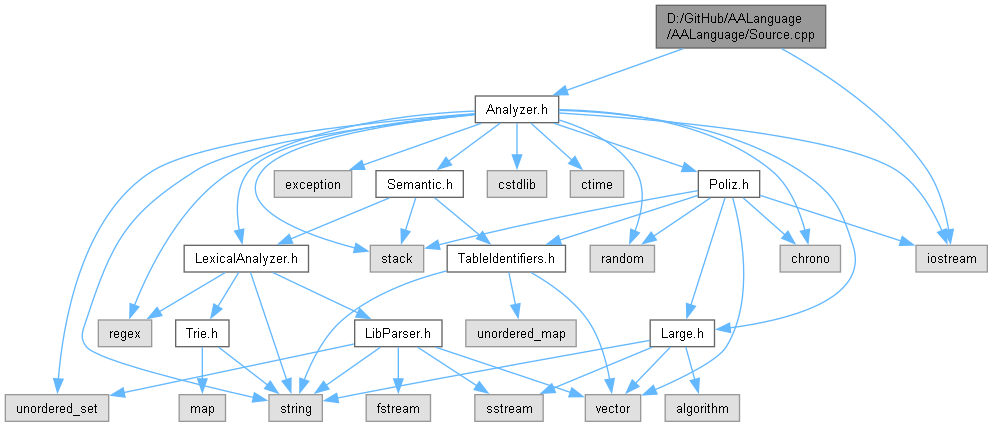 D:/GitHub/AALanguage
/AALanguage/Source.cpp
Analyzer.h
exception
Semantic.h
cstdlib
ctime
Poliz.h
LexicalAnalyzer.h
stack
TableIdentifiers.h
random
chrono
iostream
regex
Trie.h
LibParser.h
unordered_map
Large.h
unordered_set
map
string
fstream
sstream
vector
algorithm